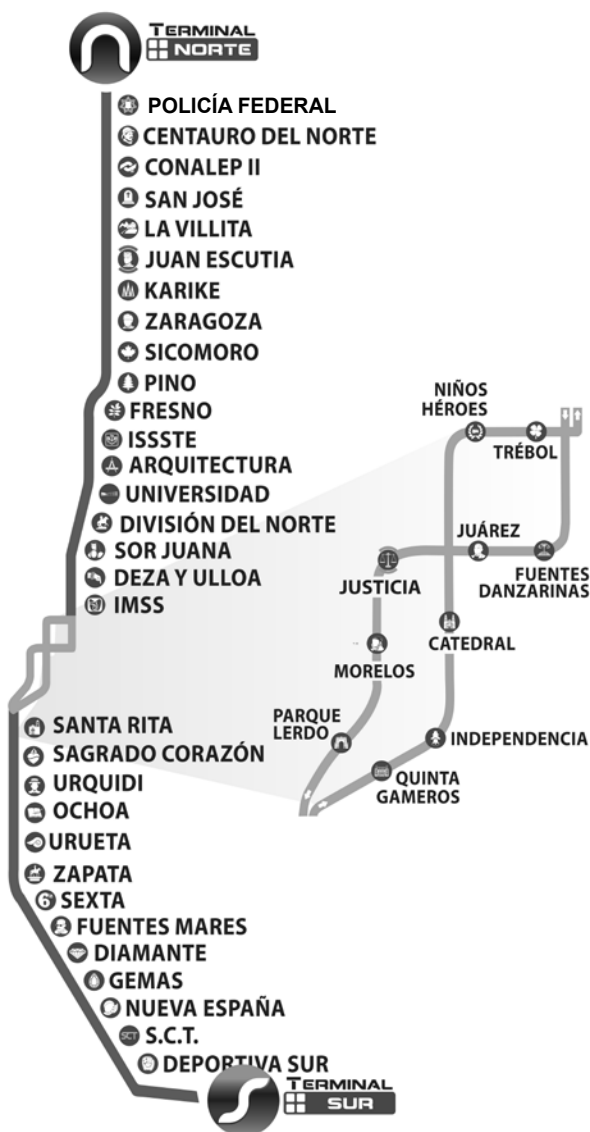 TERMINAL
NORTE
POLICÍA FEDERAL
CENTAURO DEL NORTE
CONALEP II
SAN JOSÉ
LA VILLITA
JUAN ESCUTIA
KARIKE
ZARAGOZA
SICOMORO
PINO
FRESNO
ISSSTE
ARQUITECTURA
UNIVERSIDAD
DIVISIÓN DEL NORTE
SOR JUANA
DEZA Y ULLOA
IMSS
NIÑOS
HÉROES
TRÉBOL
JUÁREZ
FUENTES
DANZARINAS
JUSTICIA
CATEDRAL
MORELOS
PARQUE
LERDO
INDEPENDENCIA
QUINTA
GAMEROS
SANTA RITA
SAGRADO CORAZÓN
URQUIDI
OCHOA
URUETA
ZAPATA
6a
SEXTA
FUENTES MARES
DIAMANTE
GEMAS
NUEVA ESPAÑA
SCT
S.C.T.
DEPORTIVA SUR
TERMINAL
SUR